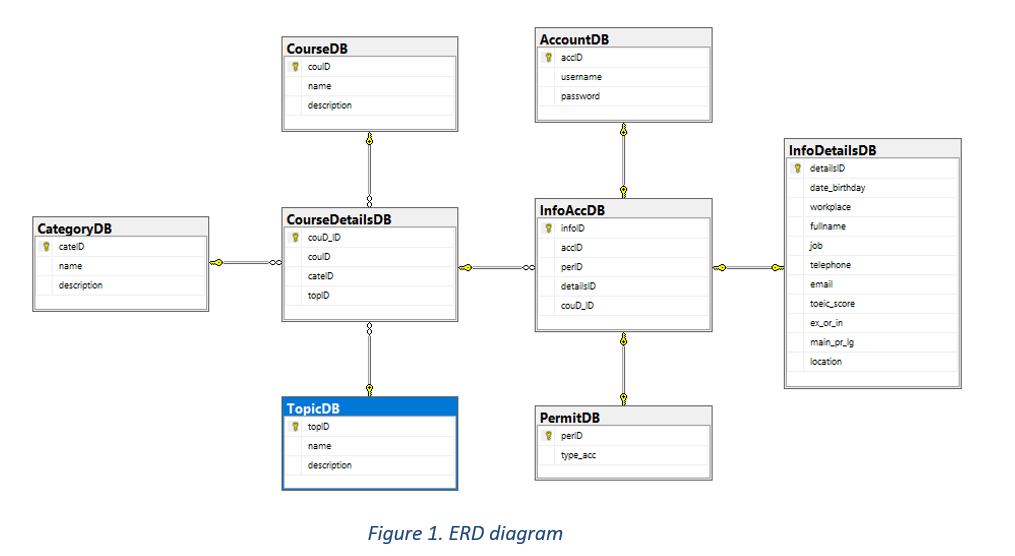 CourseDB
couID
name
description
AccountDB
accID
username
password
InfoDetailsDB
detailsID
date_birthday
workplace
fullname
job
telephone
email
toeic_score
ex_or_in
main_pr_lg
location
CategoryDB
cateID
name
description
CourseDetailsDB
couD_ID
couID
cateID
topID
InfoAccDB
infoID
accID
perID
detailsID
couD_ID
TopicDB
topID
name
description
PermitDB
perID
type_acc
Figure 1. ERD diagram